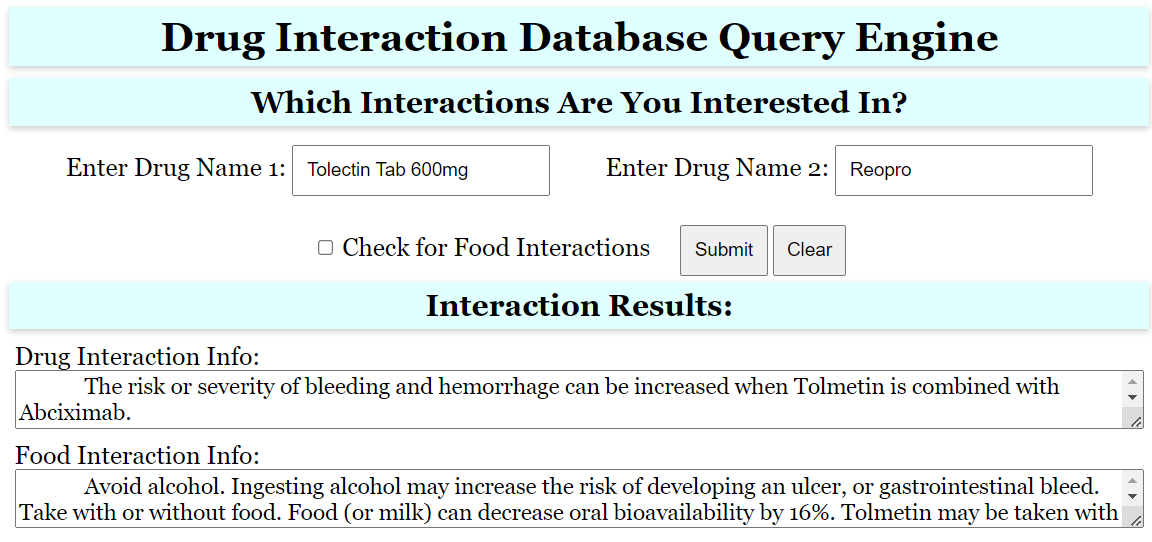 Drug Interaction Database Query Engine
Which Interactions Are You Interested In?
Enter Drug Name 1: Tolectin Tab 600mg Enter Drug Name 2: Reopro
Check for Food Interactions Submit Clear
Interaction Results:
Drug Interaction Info:
The risk or severity of bleeding and hemorrhage can be increased when Tolmetin is combined with
Abciximab.
Food Interaction Info:
Avoid alcohol. Ingesting alcohol may increase the risk of developing an ulcer, or gastrointestinal bleed.
Take with or without food. Food (or milk) can decrease oral bioavailability by 16%. Tolmetin may be taken with